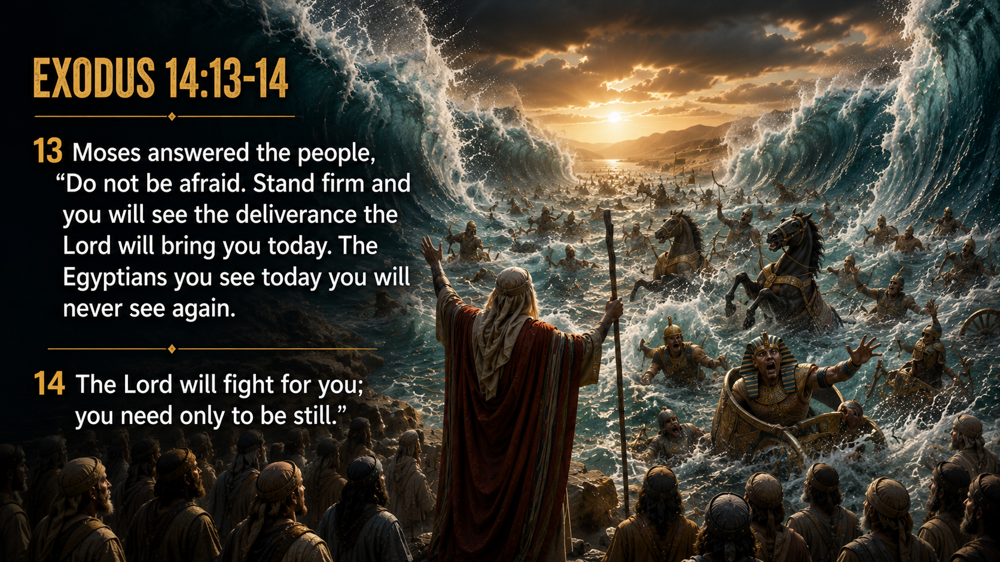 EXODUS 14:13-14
13 Moses answered the people,
“Do not be afraid. Stand firm and
you will see the deliverance the
Lord will bring you today. The
Egyptians you see today you will
never see again.
14 The Lord will fight for you;
you need only to be still.”